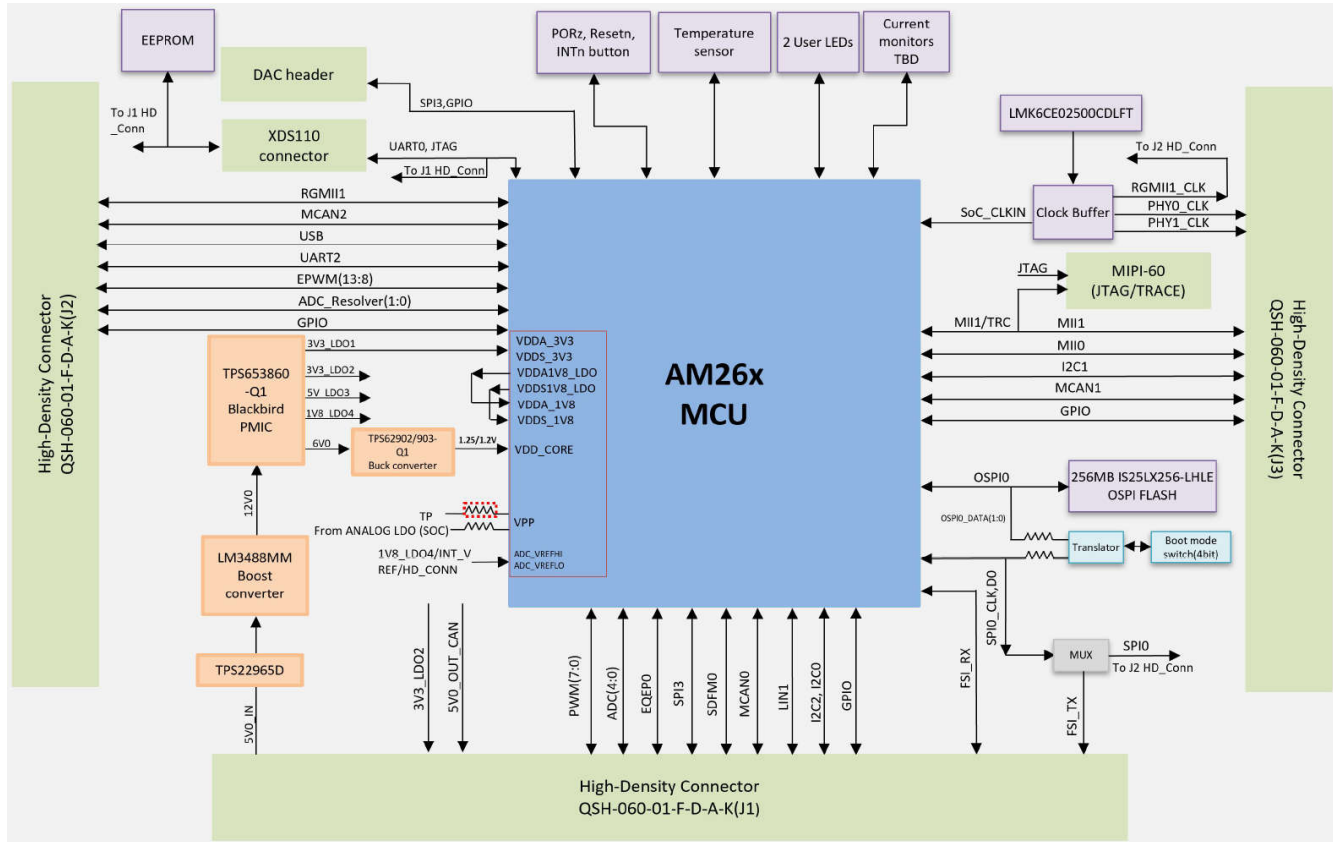 EEPROM
DAC header
PORz, Resetn,
INTn button
Temperature
sensor
2 User LEDs
Current
monitors
TBD
To J1 HD
_Conn
SPI3,GPIO
XDS110
connector
UART0, JTAG
To J1 HD_Conn
LMK6CE02500CDLFT
To J2 HD_Conn
RGMII1_CLK
Clock Buffer
SoC_CLKIN
PHY0_CLK
PHY1_CLK
High-Density Connector
QSH-060-01-F-D-A-K(J2)
RGMII1
MCAN2
USB
UART2
EPWM(13:8)
ADC_Resolver(1:0)
GPIO
AM26x
MCU
JTAG
MIPI-60
(JTAG/TRACE)
MII1/TRC
MII1
MII0
I2C1
MCAN1
GPIO
High-Density Connector
QSH-060-01-F-D-A-K(J3)
TPS653860
-Q1
Blackbird
PMIC
3V3_LDO1
3V3_LDO2
5V_LDO3
1V8_LDO4
6V0
TPS62902/903-
Q1
Buck converter
1.25/1.2V
VDDA_3V3
VDDS_3V3
VDDA1V8_LDO
VDDS1V8_LDO
VDDA_1V8
VDDS_1V8
VDD_CORE
12V0
TP
From ANALOG LDO (SOC)
VPP
1V8_LDO4/INT_V
REF/HD_CONN
ADC_VREFHI
ADC_VREFLO
LM3488MM
Boost
converter
TPS22965D
5V0_IN
3V3_LDO2
5V0_OUT_CAN
OSPI0
256MB IS25LX256-LHLE
OSPI FLASH
OSPI0_DATA(1:0)
Translator
Boot mode
switch(4bit)
SPI0_CLK,D0
MUX
SPI0
To J2 HD_Conn
PWM(7:0)
ADC(4:0)
EQEP0
SPI3
SDFM0
MCAN0
LIN1
I2C2, I2C0
GPIO
FSI_RX
FSI_TX
High-Density Connector
QSH-060-01-F-D-A-K(J1)